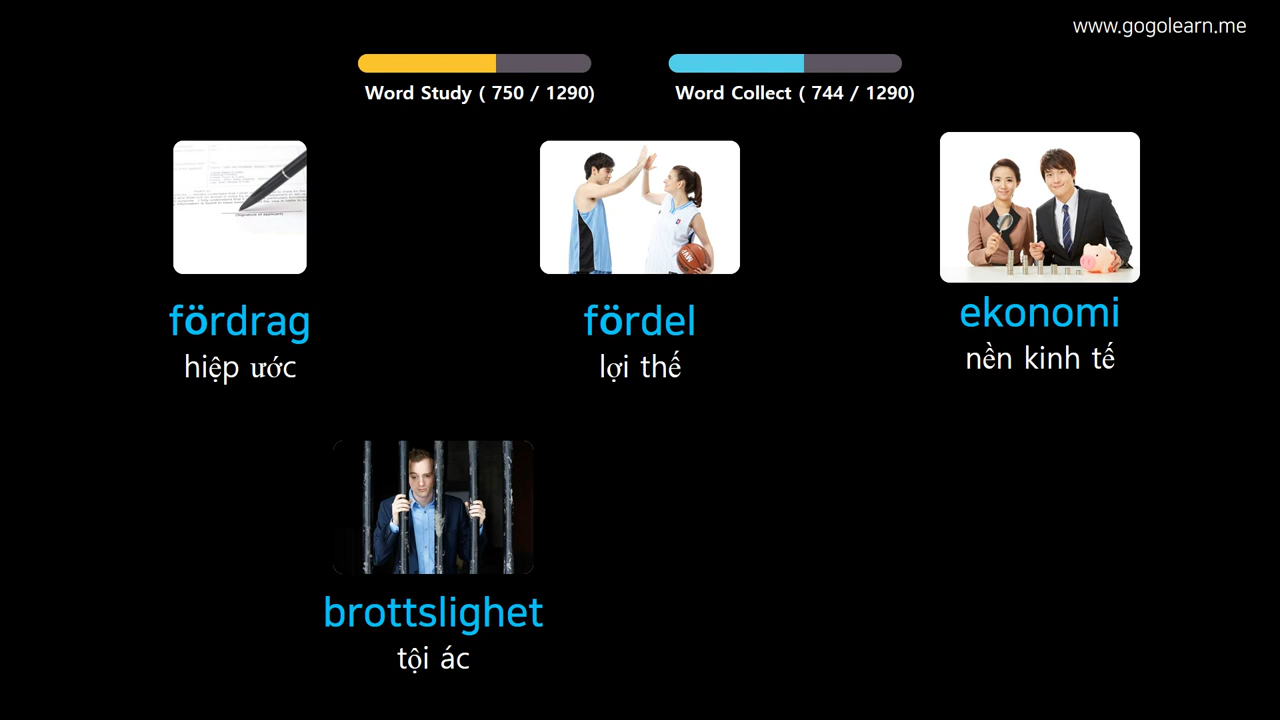 www.gogolearn.me
Word Study ( 750 / 1290)
Word Collect ( 744 / 1290)
fördrag
hiệp ước
fördel
lợi thế
ekonomi
nền kinh tế
brottslighet
tội ác